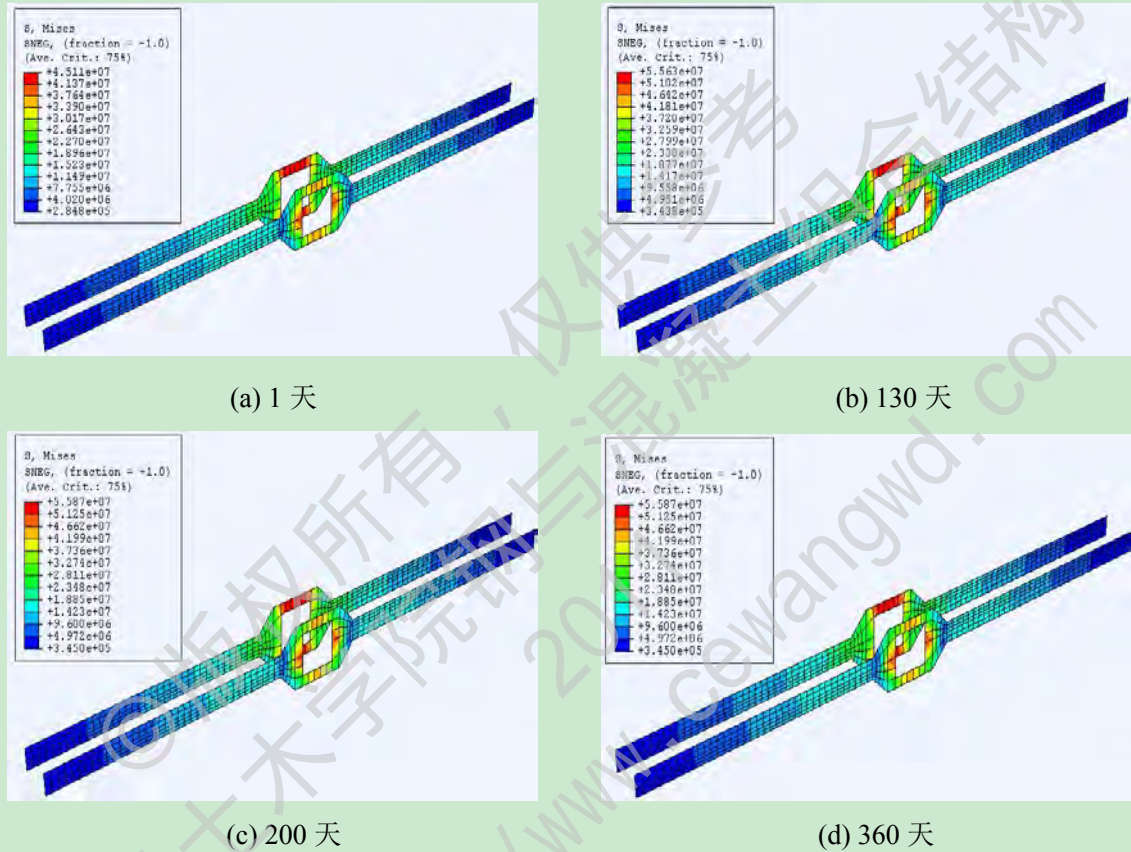 S, Mises
SNEG, (fraction = -1.0)
(Ave. Crit.: 75%)
+4.511e+07
+4.137e+07
+3.764e+07
+3.390e+07
+3.017e+07
+2.643e+07
+2.270e+07
+1.896e+07
+1.523e+07
+1.149e+07
+7.755e+06
+4.020e+06
+2.848e+05
(a) 1 天
S, Mises
SNEG, (fraction = -1.0)
(Ave. Crit.: 75%)
+5.563e+07
+5.102e+07
+4.642e+07
+4.181e+07
+3.720e+07
+3.259e+07
+2.799e+07
+2.338e+07
+1.877e+07
+1.417e+07
+9.558e+06
+4.951e+06
+3.438e+05
(b) 130 天
S, Mises
SNEG, (fraction = -1.0)
(Ave. Crit.: 75%)
+5.587e+07
+5.125e+07
+4.662e+07
+4.199e+07
+3.736e+07
+3.274e+07
+2.811e+07
+2.348e+07
+1.885e+07
+1.423e+07
+9.600e+06
+4.972e+06
+3.450e+05
(c) 200 天
S, Mises
SNEG, (fraction = -1.0)
(Ave. Crit.: 75%)
+5.587e+07
+5.125e+07
+4.662e+07
+4.199e+07
+3.736e+07
+3.274e+07
+2.811e+07
+2.348e+07
+1.885e+07
+1.423e+07
+9.600e+06
+4.972e+06
+3.450e+05
(d) 360 天
©版权所有，仅供参考
土木学院钢与混凝土组合结构
201
/www.cewangwd.com